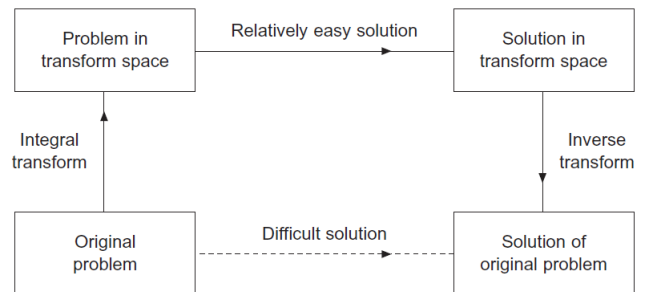 Problem in
transform space
Relatively easy solution
Solution in
transform space
Integral
transform
Inverse
transform
Original
problem
Difficult solution
Solution of
original problem